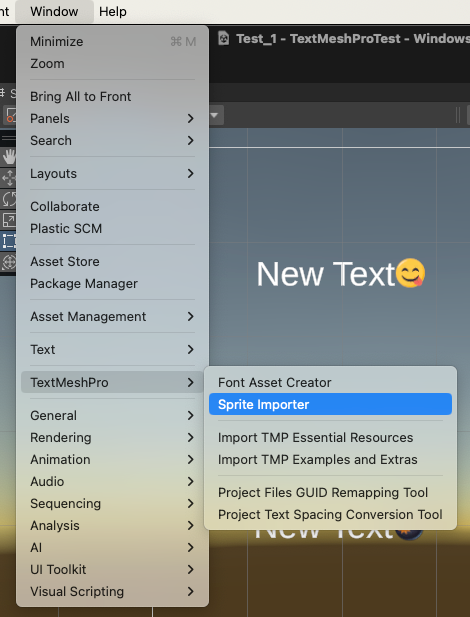 nt Window Help
Test_1 - TextMeshProTest - Windows
Minimize ⌘ M
Zoom
Bring All to Front
Panels
Search
Layouts
Collaborate
Plastic SCM
Asset Store
Package Manager
Asset Management
Text
TextMeshPro
General
Rendering
Animation
Audio
Sequencing
Analysis
AI
UI Toolkit
Visual Scripting
New Text😋
Font Asset Creator
Sprite Importer
Import TMP Essential Resources
Import TMP Examples and Extras
Project Files GUID Remapping Tool
Project Text Spacing Conversion Tool
New Text